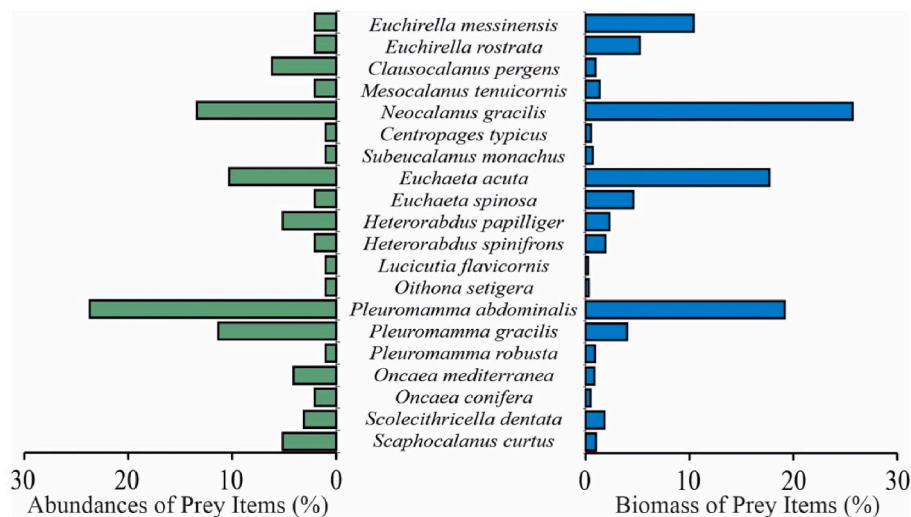 Euchirella messinensis
Euchirella rostrata
Clausocalanus pergens
Mesocalanus tenuicornis
Neocalanus gracilis
Centropages typicus
Subeucalanus monachus
Euchaeta acuta
Euchaeta spinosa
Heterorabdus papilliger
Heterorabdus spinifrons
Lucicutia flavicornis
Oithona setigera
Pleuromamma abdominalis
Pleuromamma gracilis
Pleuromamma robusta
Oncaea mediterranea
Oncaea conifera
Scolecithricella dentata
Scaphocalanus curtus
30 20 10 0 0 10 20 30
Abundances of Prey Items (%) Biomass of Prey Items (%)